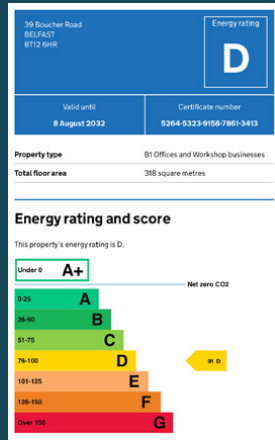 39 Boucher Road
BELFAST
BT12 6HR
Energy rating
D
Valid until
8 August 2032
Certificate number
5264-5323-9158-7861-3413
Property type
B1 Offices and Workshop businesses
Total floor area
318 square metres
Energy rating and score
This property's energy rating is D.
Under 0 A+
Net zero CO2
0-25 A
26-50 B
51-75 C
76-100 D
91 D
101-125 E
126-150 F
Over 150 G